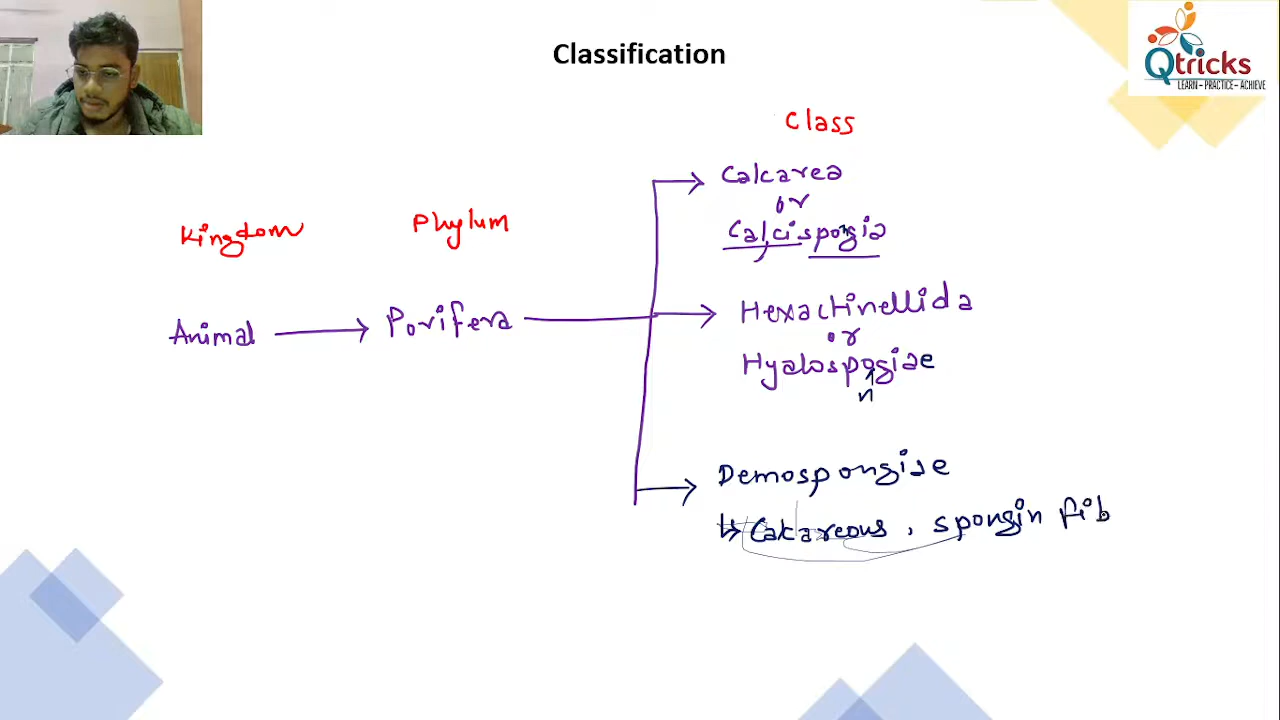 Classification
Qtricks
LEARN – PRACTICE – ACHIEVE
Class
Kingdom
Phylum
Animal
Porifera
Calcarea
or
Calcispongia
Hexactinellida
or
Hyalospogiae
n
Demospongiae
Calcareous, spongin fib